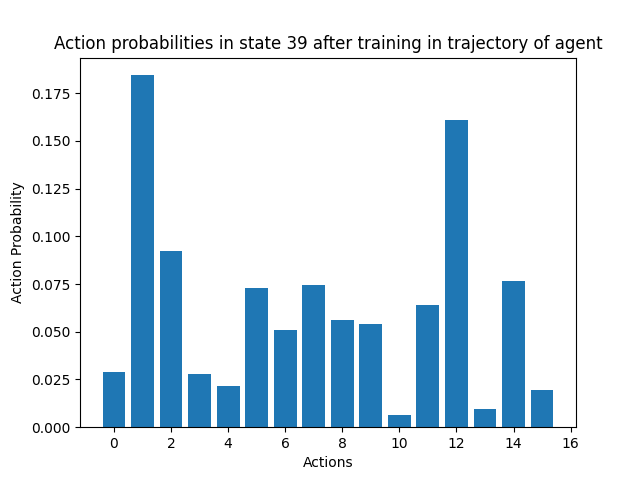 Action probabilities in state 39 after training in trajectory of agent
0.175
0.150
0.125
0.100
0.075
0.050
0.025
0.000
Action Probability
0 2 4 6 8 10 12 14 16
Actions